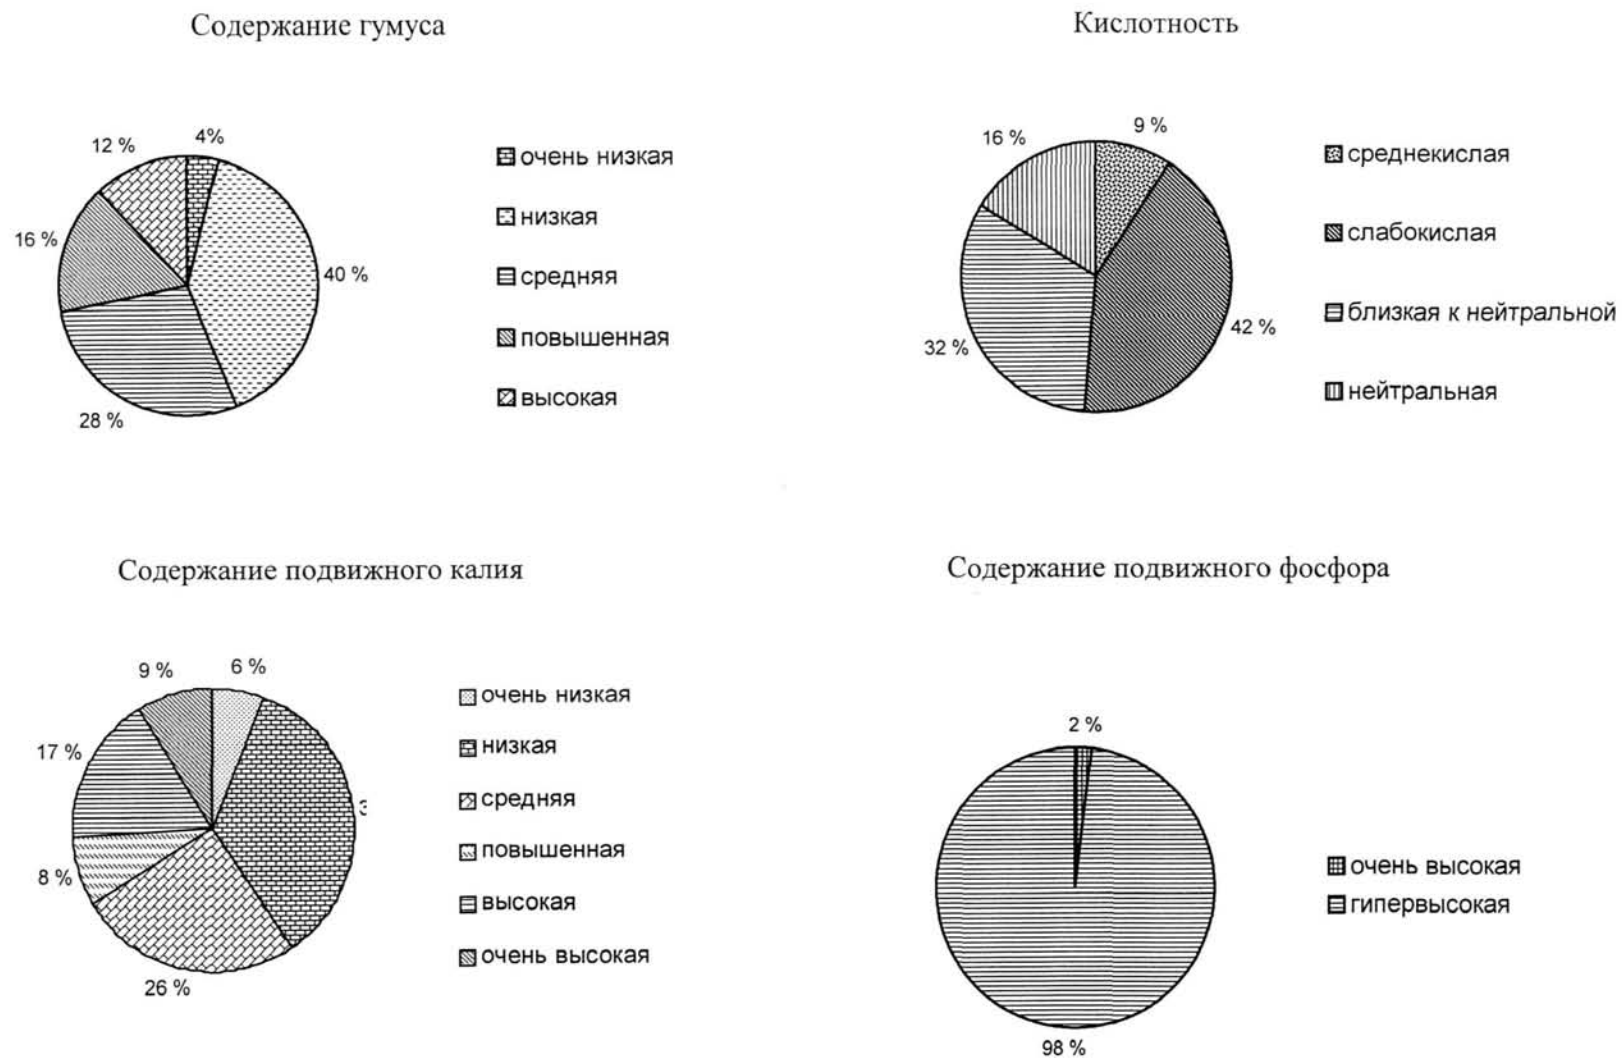 Содержание гумуса
4%
12 %
16 %
40 %
28 %
очень низкая
низкая
средняя
повышенная
высокая
Кислотность
9 %
16 %
42 %
32 %
среднекислая
слабокислая
близкая к нейтральной
нейтральная
Содержание подвижного калия
6 %
9 %
17 %
8 %
26 %
очень низкая
низкая
средняя
повышенная
высокая
очень высокая
Содержание подвижного фосфора
2 %
98 %
очень высокая
гипервысокая